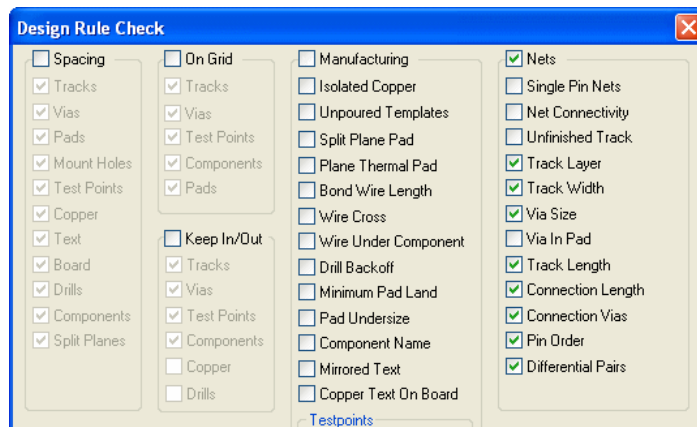 Design Rule Check
Spacing
Tracks
Vias
Pads
Mount Holes
Test Points
Copper
Text
Board
Drills
Components
Split Planes
On Grid
Tracks
Vias
Test Points
Components
Pads
Keep In/Out
Tracks
Vias
Test Points
Components
Copper
Drills
Manufacturing
Isolated Copper
Unpoured Templates
Split Plane Pad
Plane Thermal Pad
Bond Wire Length
Wire Cross
Wire Under Component
Drill Backoff
Minimum Pad Land
Pad Undersize
Component Name
Mirrored Text
Copper Text On Board
Testpoints
Nets
Single Pin Nets
Net Connectivity
Unfinished Track
Track Layer
Track Width
Via Size
Via In Pad
Track Length
Connection Length
Connection Vias
Pin Order
Differential Pairs